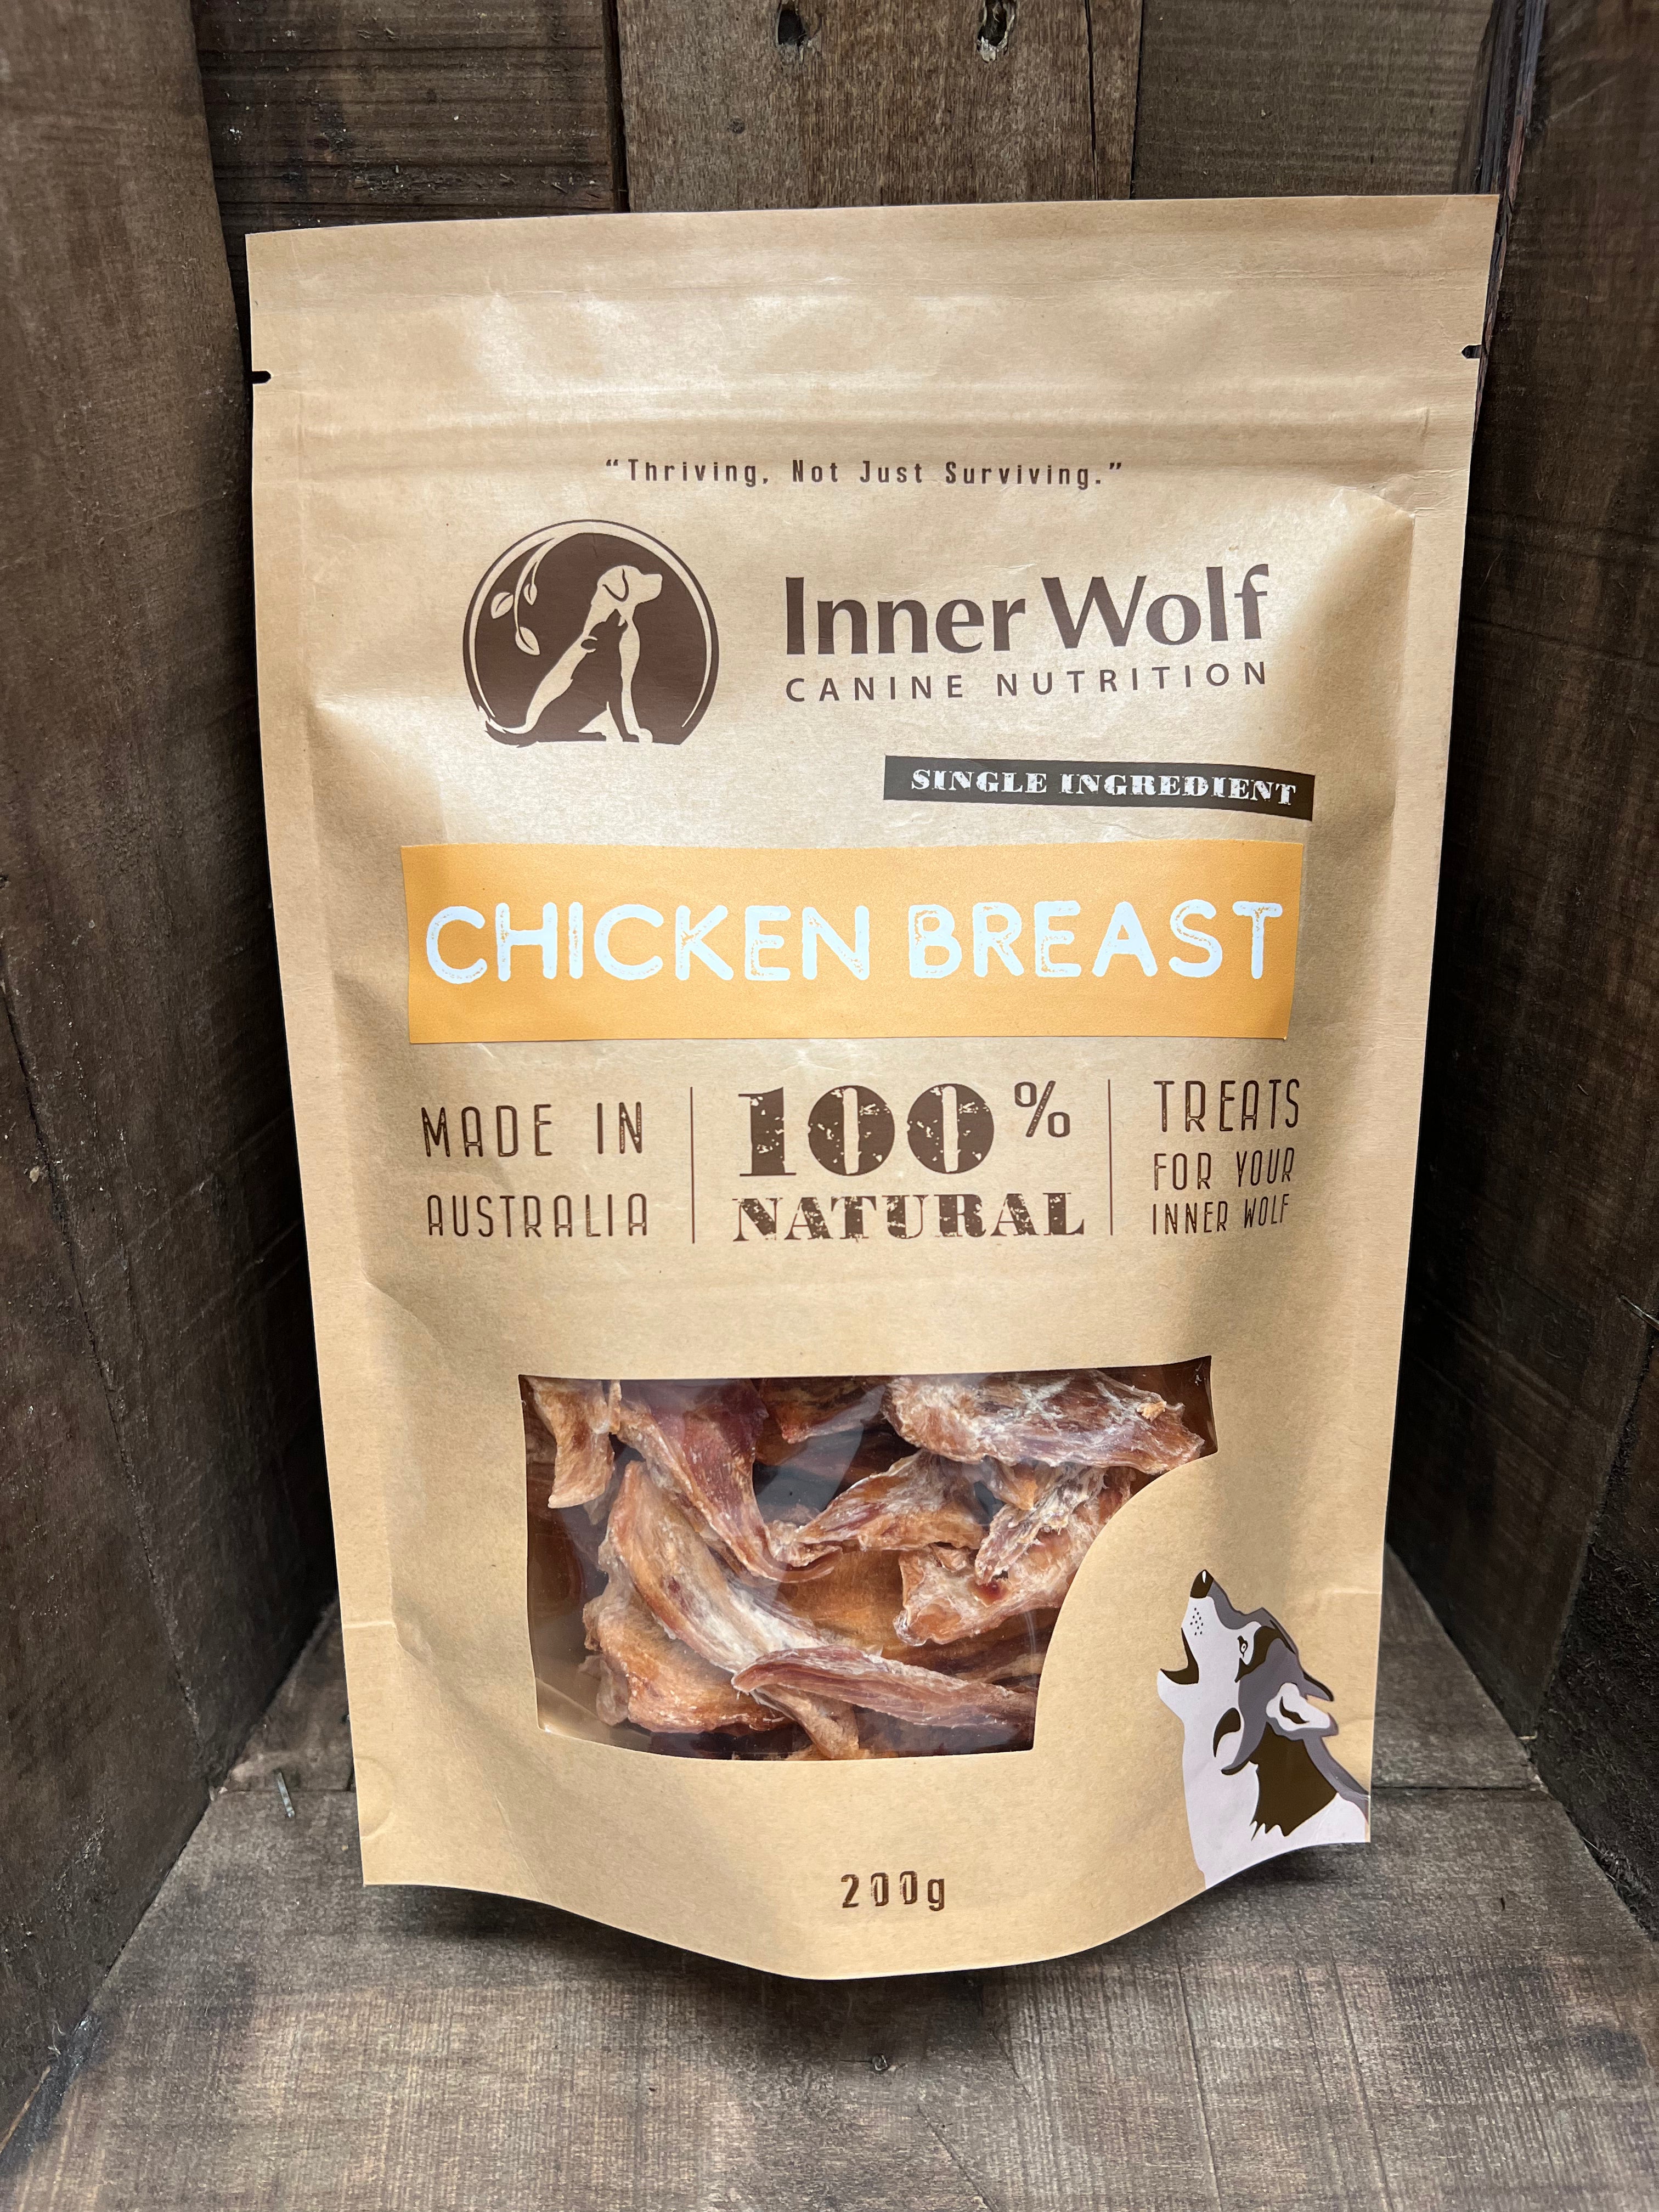 “Thriving, Not Just Surviving.”
Inner Wolf
CANINE NUTRITION
SINGLE INGREDIENT
CHICKEN BREAST
MADE IN
AUSTRALIA
100%
NATURAL
TREATS
FOR YOUR
INNER WOLF
200g